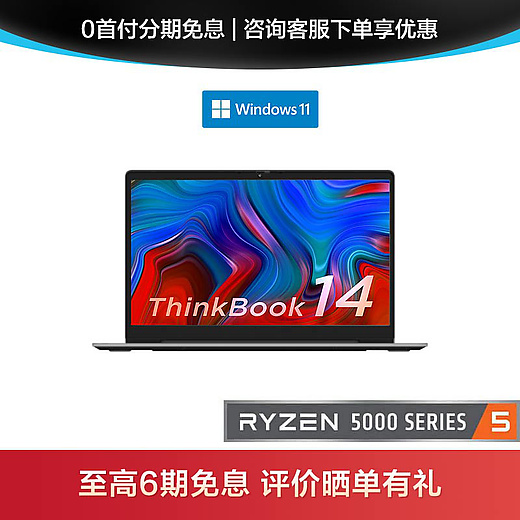 0首付分期免息 | 咨询客服下单享优惠
Windows 11
ThinkBook 14
RYZEN 5000 SERIES 5
至高6期免息 评价晒单有礼